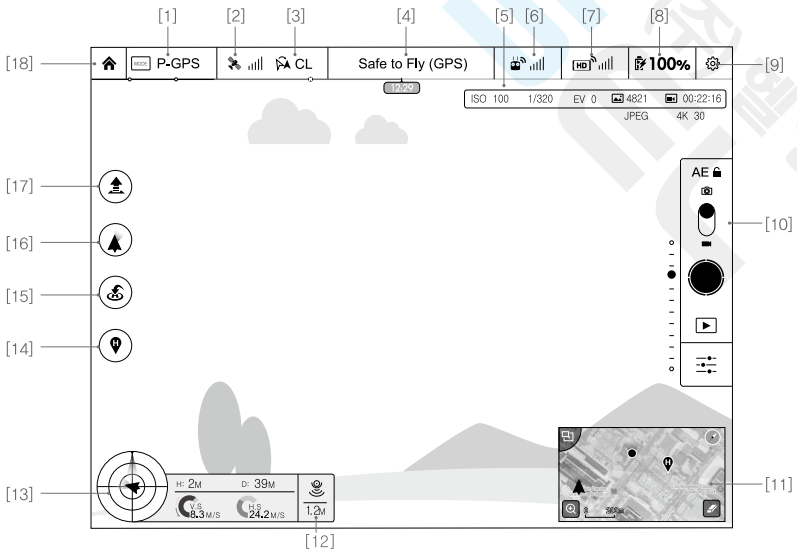 [1] [2] [3] [4] [5] [6] [7] [8]
[18] MODE P-GPS CL Safe to Fly (GPS) HD 100% [9]
12:29
ISO 100 1/320 EV 0 4821 00:22:16
JPEG 4K 30
AE
[17]
[10]
[16]
[15]
[14]
H
H: 2M D: 39M
[13] V.S 8.3 M/S H.S 24.2 M/S 1.2M [11]
[12]